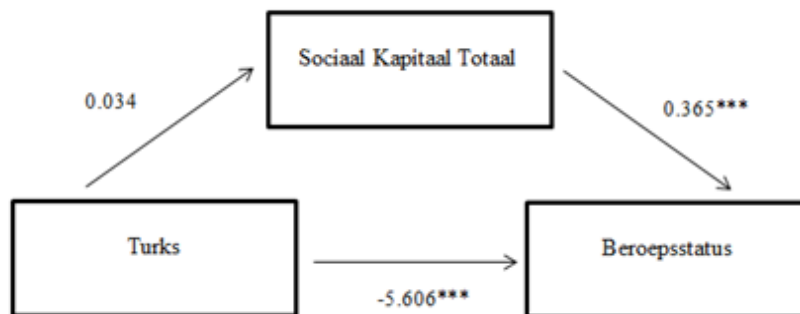 Sociaal Kapitaal Totaal
0.034
0.365***
Turks
Beroepsstatus
-5.606***